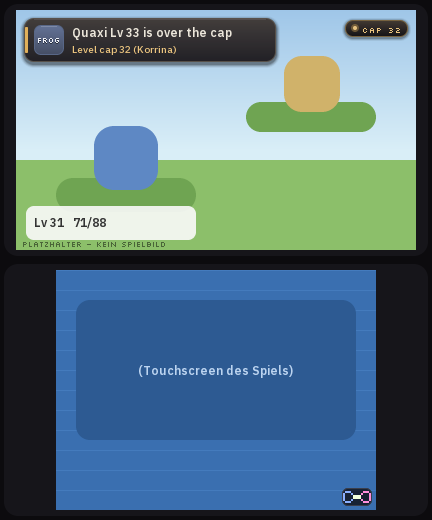 FROG
Quaxi Lv 33 is over the cap
Level cap 32 (Korrina)
CAP 32
Lv 31 71/88
PLATZHALTER – KEIN SPIELBILD
(Touchscreen des Spiels)